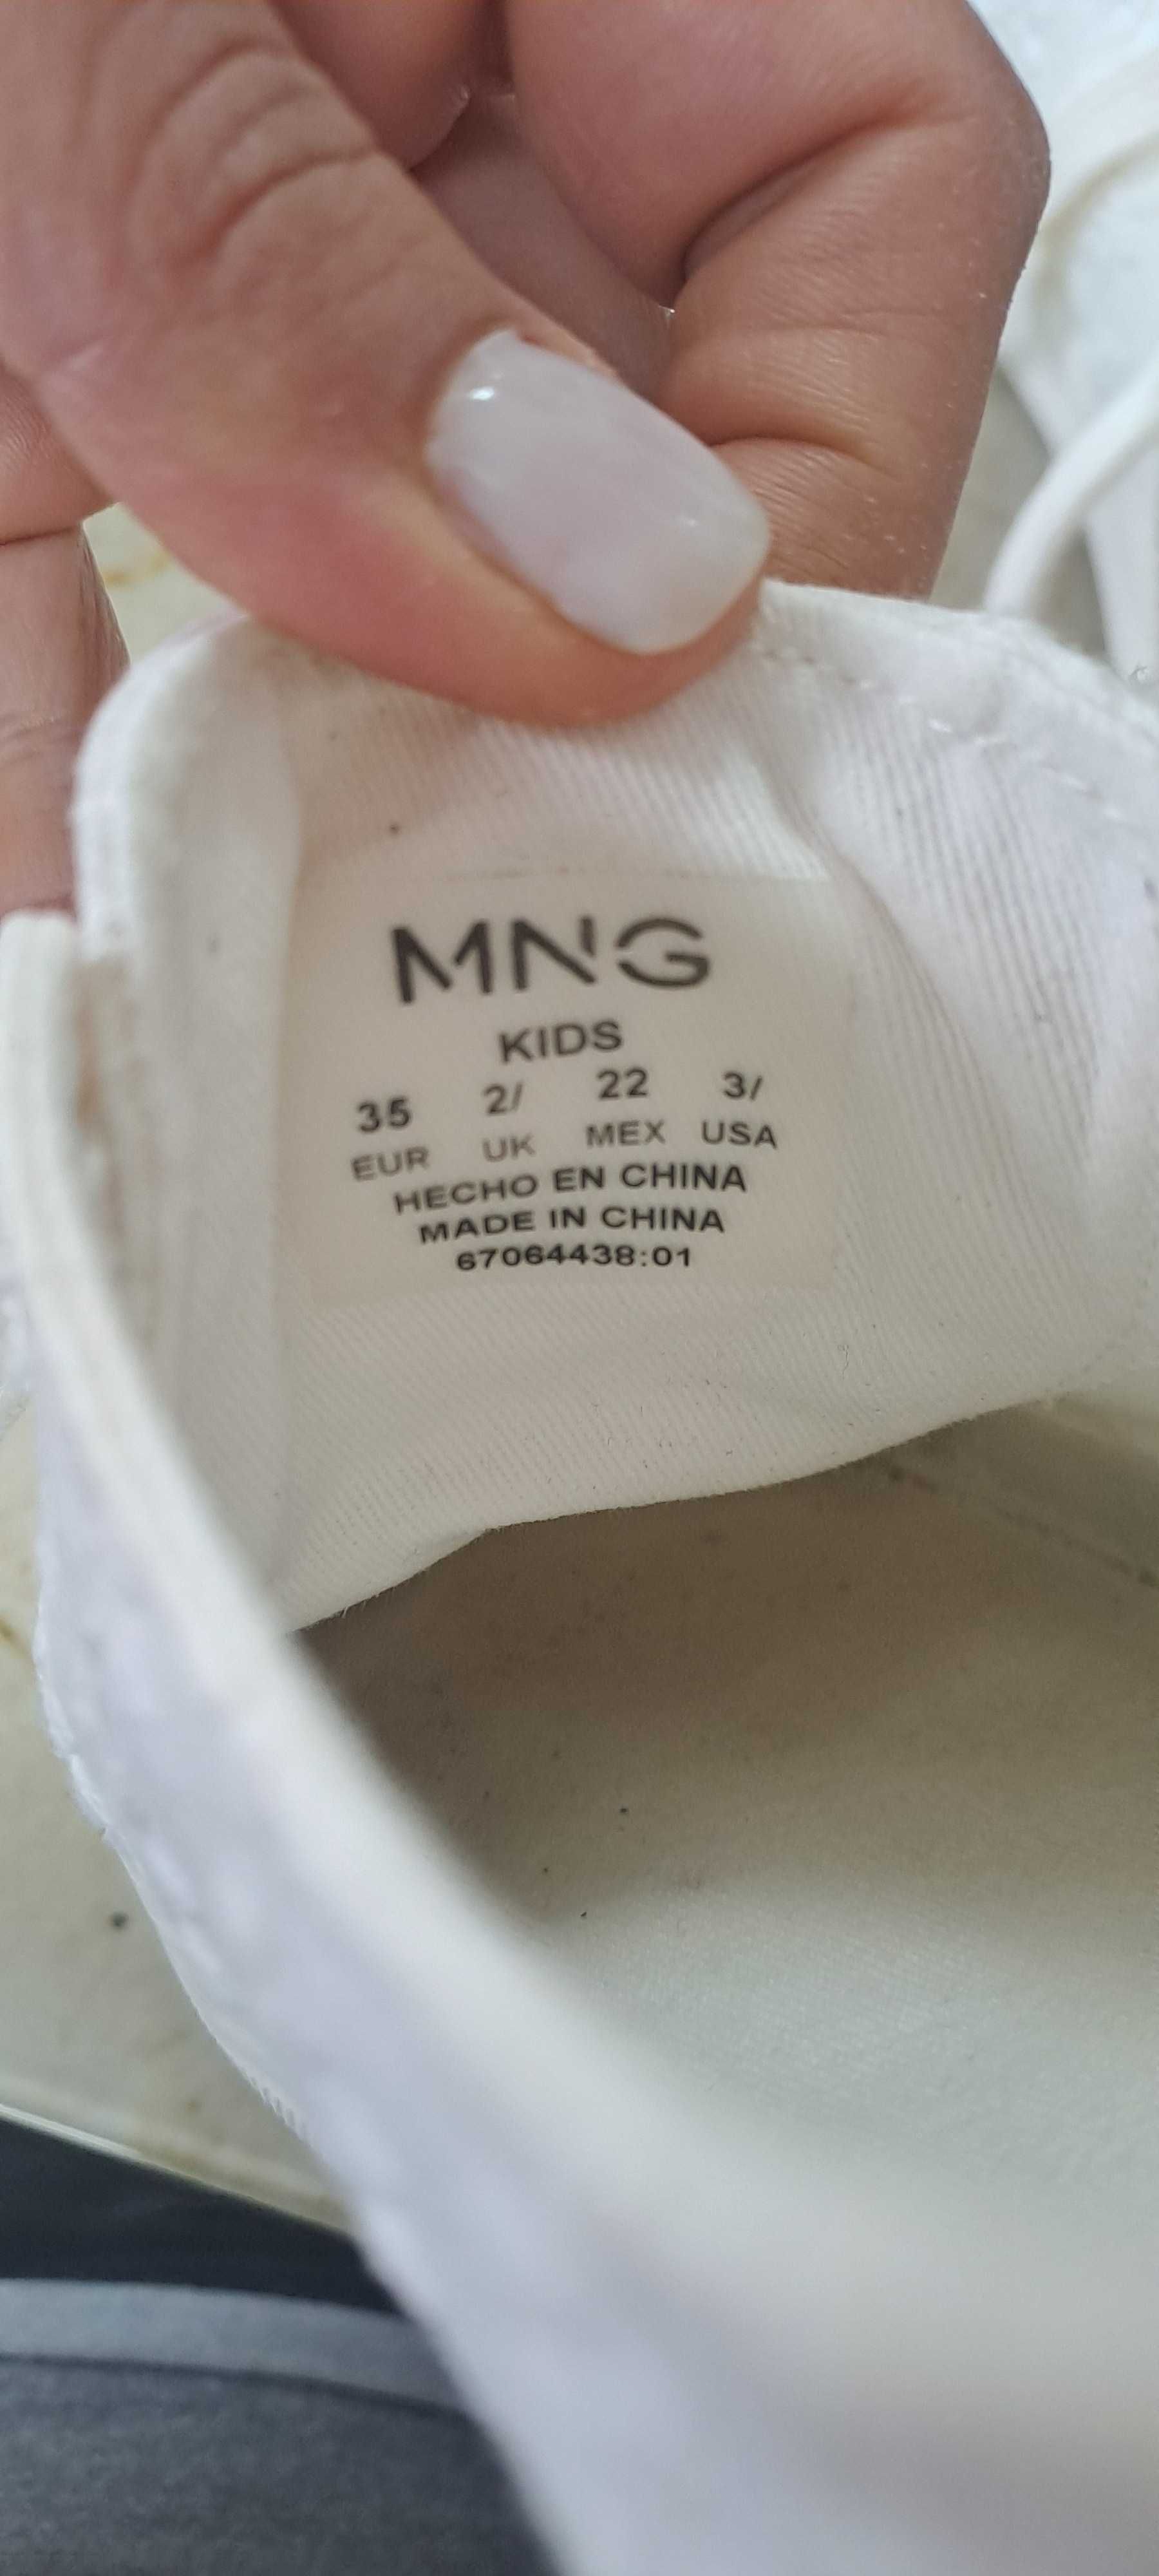 MNG
KIDS
35 2/ 22 3/
EUR UK MEX USA
HECHO EN CHINA
MADE IN CHINA
67064438:01